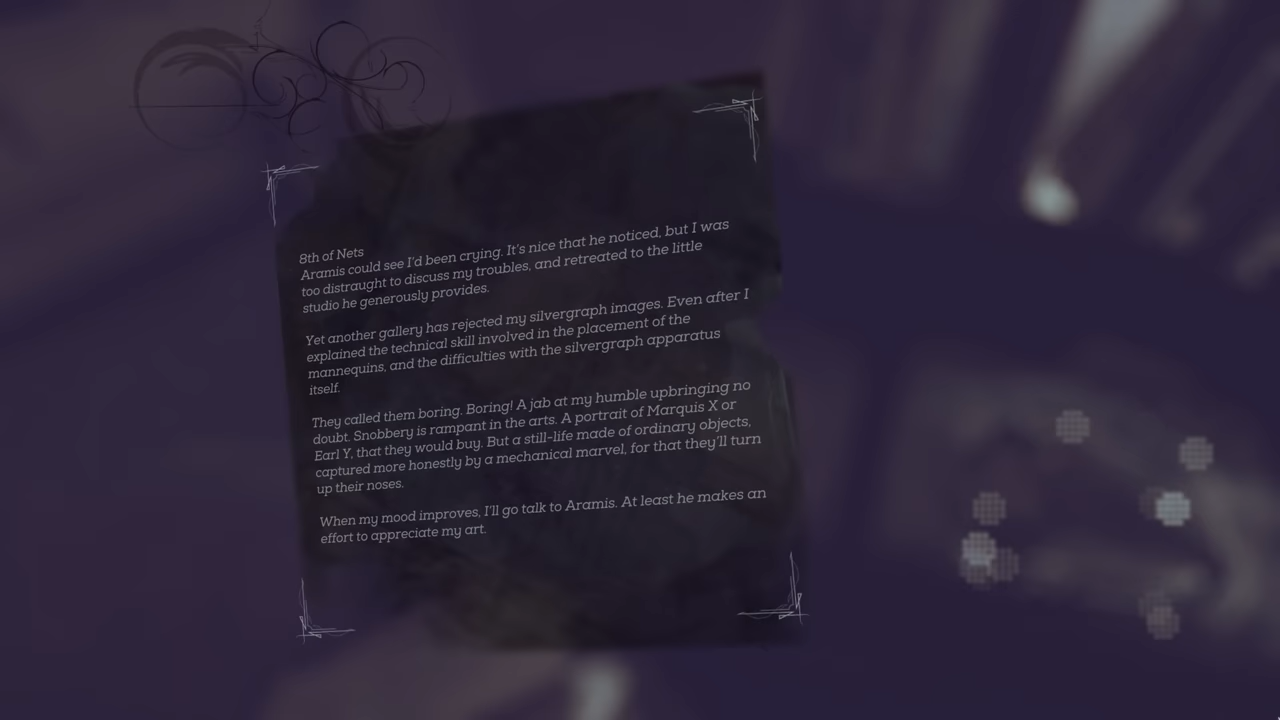 8th of Nets
Aramis could see I'd been crying. It's nice that he noticed, but I was
too distraught to discuss my troubles, and retreated to the little
studio he generously provides.
Yet another gallery has rejected my silvergraph images. Even after I
explained the technical skill involved in the placement of the
mannequins, and the difficulties with the silvergraph apparatus
itself.
They called them boring. Boring! A jab at my humble upbringing no
doubt. Snobbery is rampant in the arts. A portrait of Marquis X or
Earl Y, that they would buy. But a still-life made of ordinary objects,
captured more honestly by a mechanical marvel, for that they'll turn
up their noses.
When my mood improves, I'll go talk to Aramis. At least he makes an
effort to appreciate my art.